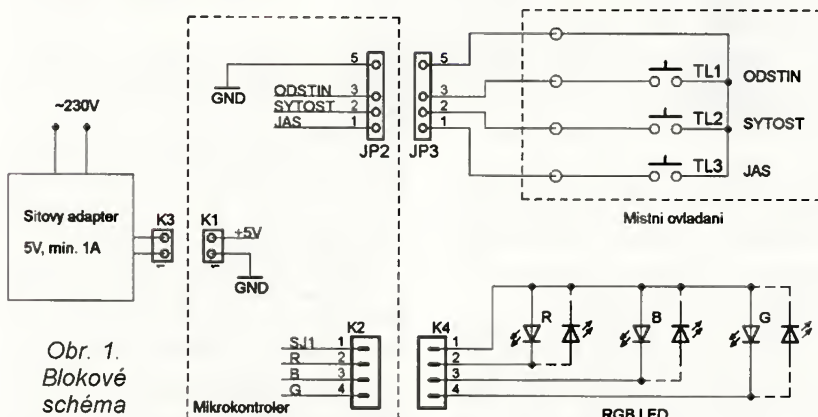 ~230V
Sitovy adapter
5V, min. 1A
K3
1
Obr. 1.
Blokové
schéma
K1
+5V
1
GND
GND
5
ODSTIN 3
SYTOST 2
JAS 1
JP2
5
3
2
1
JP3
TL1 ODSTIN
TL2 SYTOST
TL3 JAS
Mistni ovladani
K2
SJ1 1
R 2
B 3
G 4
Mikrokontroler
K4
1
2
3
4
R
B
G
RGB LED